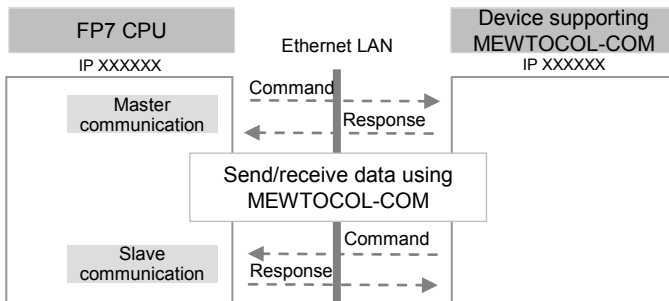 FP7 CPU
Ethernet LAN
Device supporting
MEWTOCOL-COM
IP XXXXXX
IP XXXXXX
Master
communication
Command
Response
Send/receive data using
MEWTOCOL-COM
Slave
communication
Command
Response